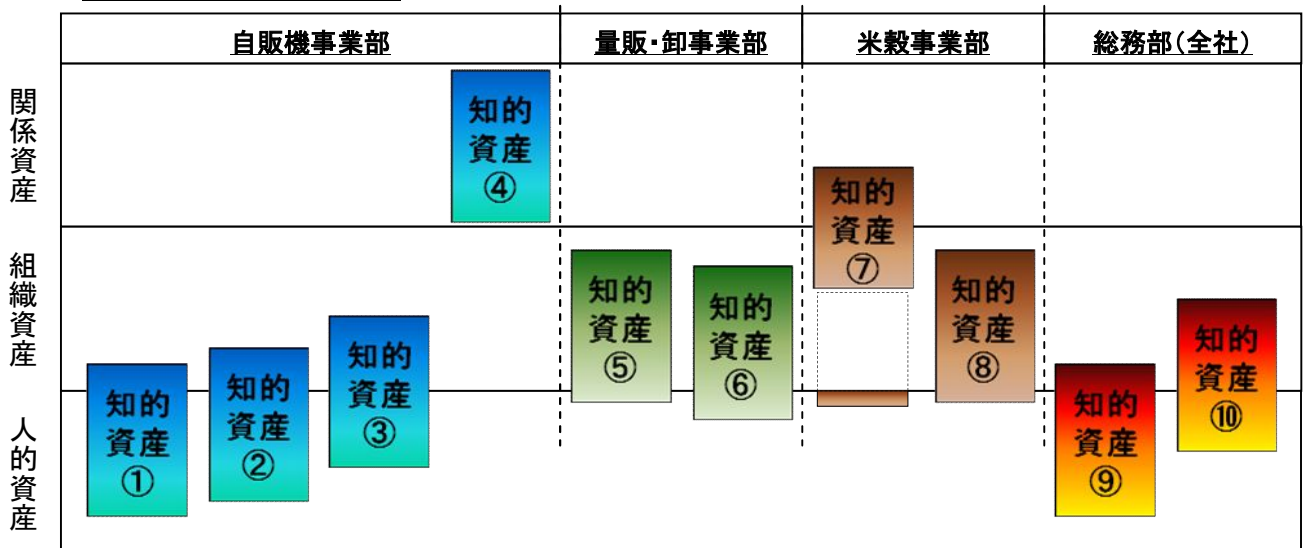 自販機事業部
量販・卸事業部
米穀事業部
総務部(全社)
関係資産
組織資産
人的資産
知的
資産
④
知的
資産
⑦
知的
資産
⑤
知的
資産
⑥
知的
資産
⑧
知的
資産
③
知的
資産
⑩
知的
資産
①
知的
資産
②
知的
資産
⑨